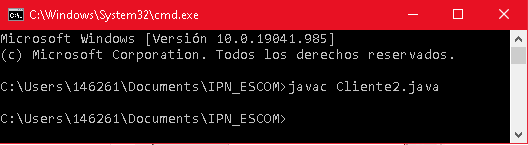 C:\Windows\System32\cmd.exe
Microsoft Windows [Versión 10.0.19041.985]
(c) Microsoft Corporation. Todos los derechos reservados.
C:\Users\146261\Documents\IPN_ESCOM>javac Cliente2.java
C:\Users\146261\Documents\IPN_ESCOM>